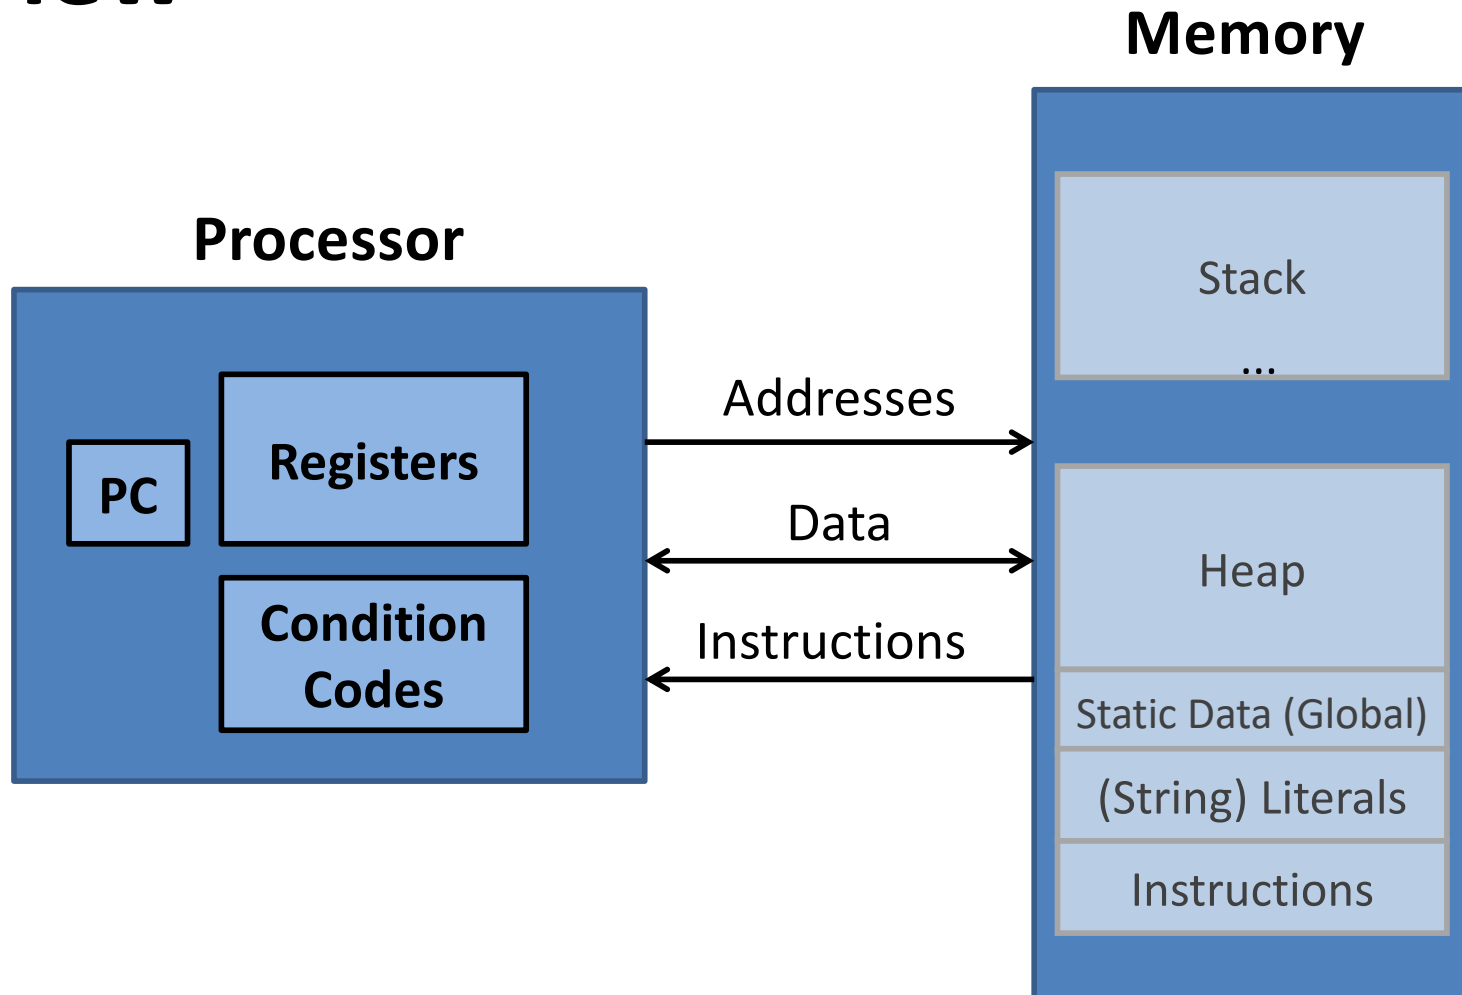 Memory
Processor
Stack
...
Addresses
Registers
PC
Data
Heap
Condition
Codes
Instructions
Static Data (Global)
(String) Literals
Instructions